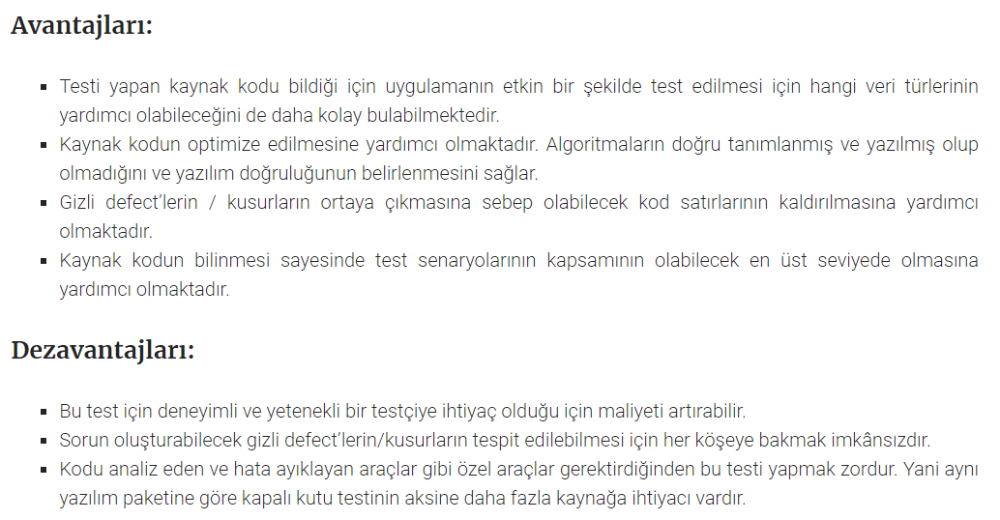 Avantajları:
▪ Testi yapan kaynak kodu bildiği için uygulamanın etkin bir şekilde test edilmesi için hangi veri türlerinin
yardımcı olabileceğini de daha kolay bulabilmektedir.
▪ Kaynak kodun optimize edilmesine yardımcı olmaktadır. Algoritmaların doğru tanımlanmış ve yazılmış olup
olmadığını ve yazılım doğruluğunun belirlenmesini sağlar.
▪ Gizli defect’lerin / kusurların ortaya çıkmasına sebep olabilecek kod satırlarının kaldırılmasına yardımcı
olmaktadır.
▪ Kaynak kodun bilinmesi sayesinde test senaryolarının kapsamının olabilecek en üst seviyede olmasına
yardımcı olmaktadır.
Dezavantajları:
▪ Bu test için deneyimli ve yetenekli bir testçiye ihtiyaç olduğu için maliyeti artırabilir.
▪ Sorun oluşturabilecek gizli defect’lerin/kusurların tespit edilebilmesi için her köşeye bakmak imkânsızdır.
▪ Kodu analiz eden ve hata ayıklayan araçlar gibi özel araçlar gerektirdiğinden bu testi yapmak zordur. Yani aynı
yazılım paketine göre kapalı kutu testinin aksine daha fazla kaynağa ihtiyacı vardır.